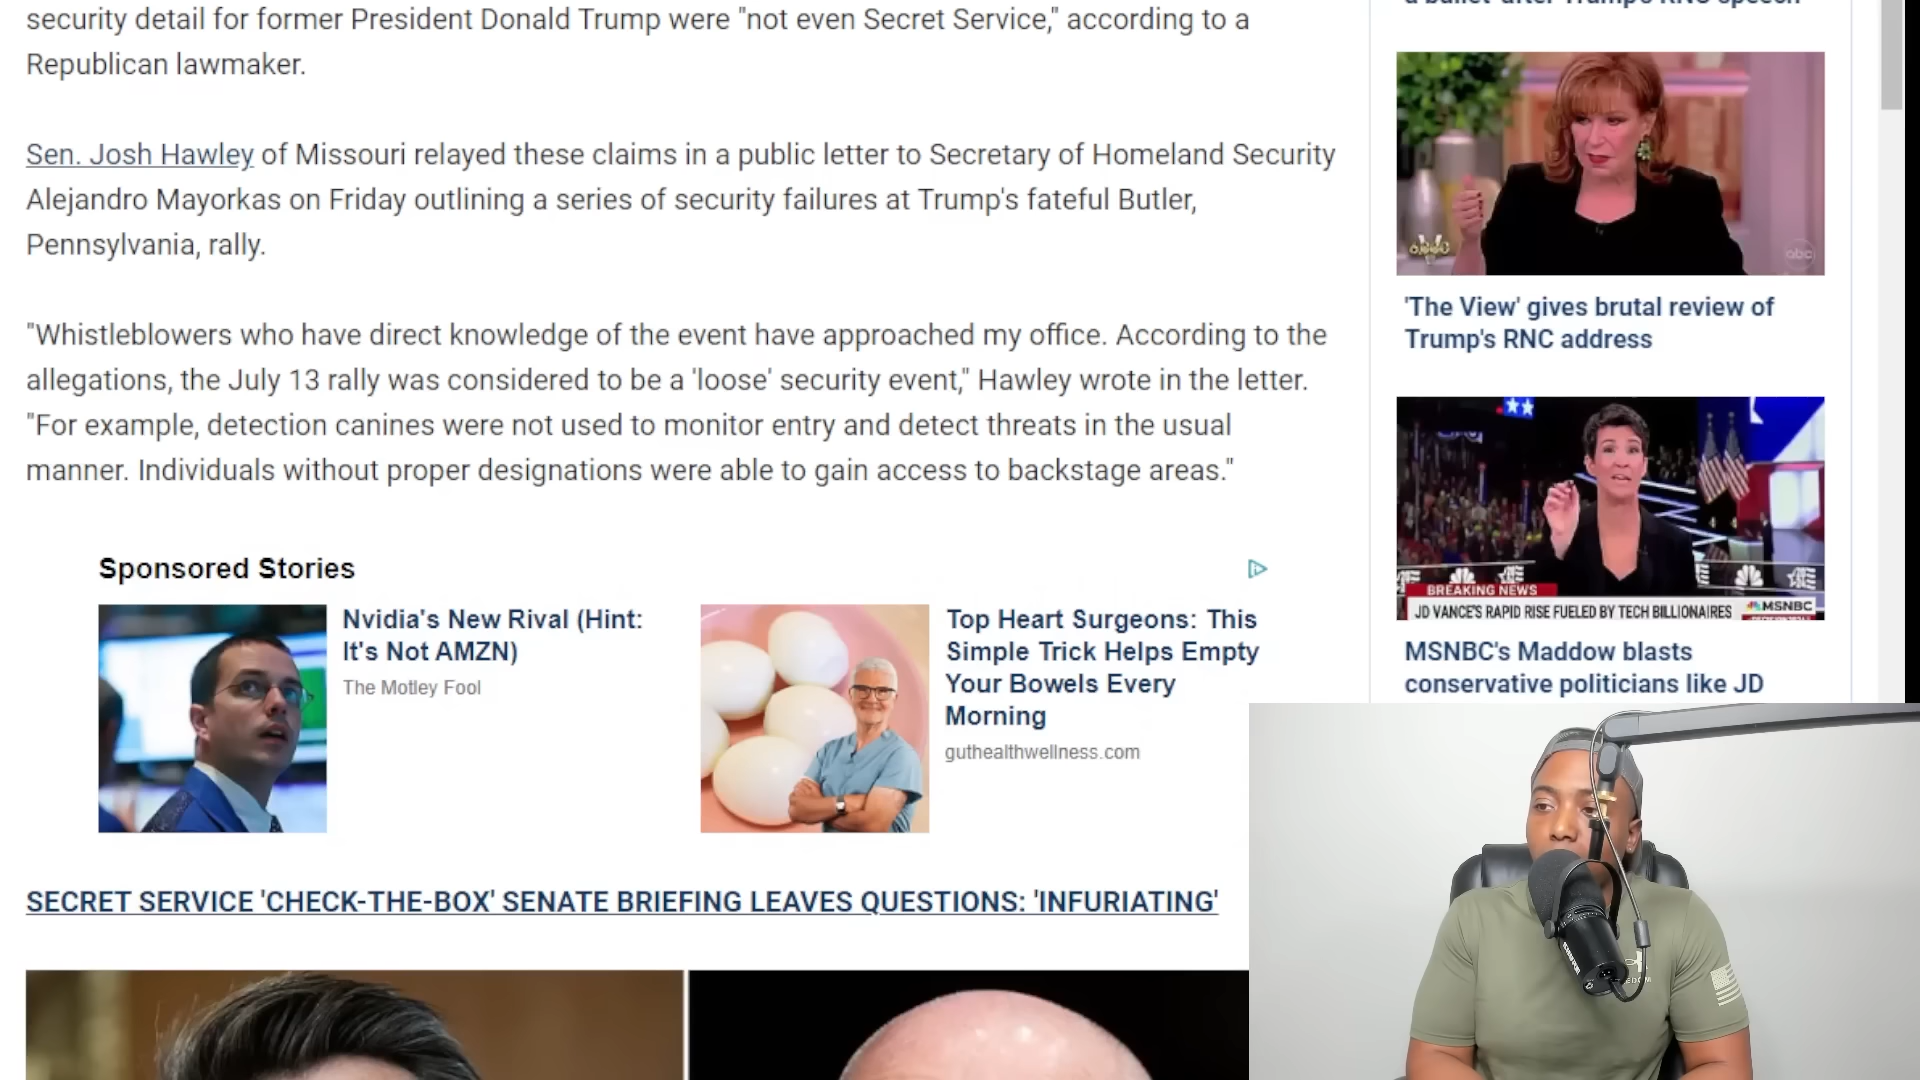 security detail for former President Donald Trump were "not even Secret Service," according to a
Republican lawmaker.
Sen. Josh Hawley of Missouri relayed these claims in a public letter to Secretary of Homeland Security
Alejandro Mayorkas on Friday outlining a series of security failures at Trump's fateful Butler,
Pennsylvania, rally.
"Whistleblowers who have direct knowledge of the event have approached my office. According to the
allegations, the July 13 rally was considered to be a 'loose' security event," Hawley wrote in the letter.
"For example, detection canines were not used to monitor entry and detect threats in the usual
manner. Individuals without proper designations were able to gain access to backstage areas."
Sponsored Stories
Nvidia's New Rival (Hint:
It's Not AMZN)
The Motley Fool
Top Heart Surgeons: This
Simple Trick Helps Empty
Your Bowels Every
Morning
guthealthwellness.com
SECRET SERVICE 'CHECK-THE-BOX' SENATE BRIEFING LEAVES QUESTIONS: 'INFURIATING'
a bullet' after Trump's RNC speech
abc
'The View' gives brutal review of
Trump's RNC address
BREAKING NEWS
JD VANCE'S RAPID RISE FUELED BY TECH BILLIONAIRES
MSNBC
MSNBC's Maddow blasts
conservative politicians like JD